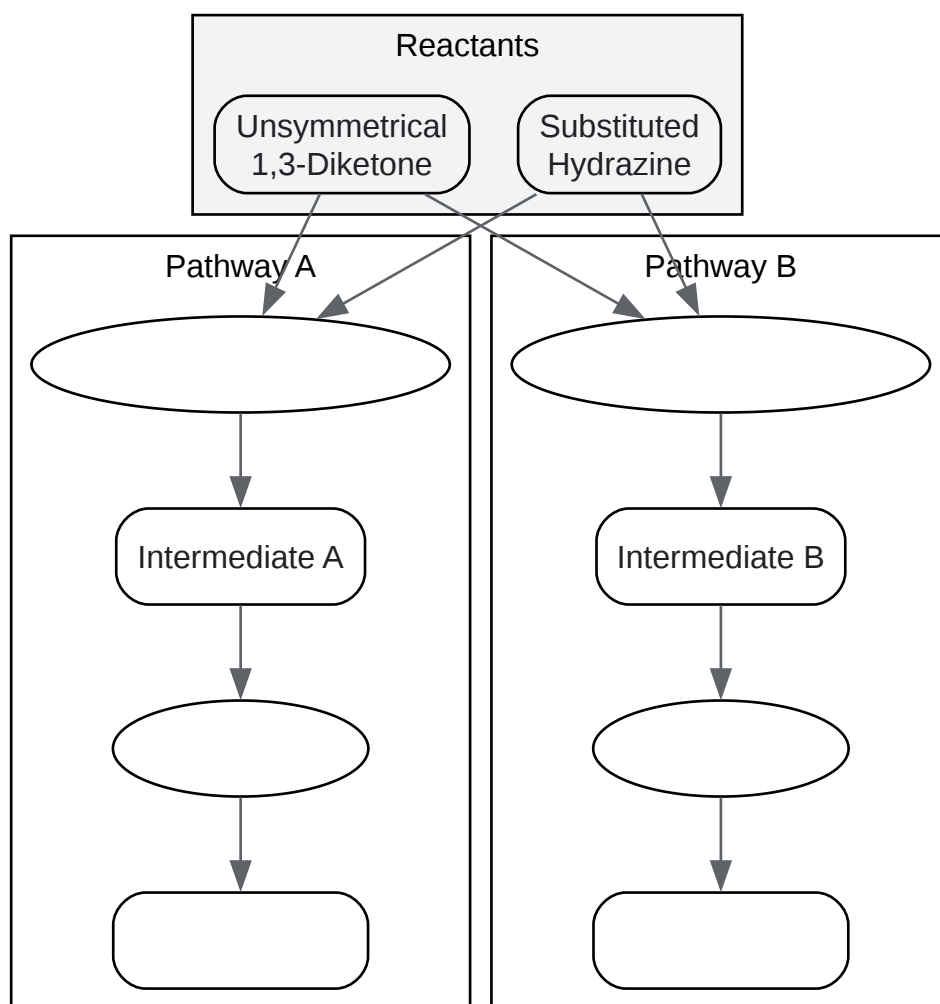 Reactants
Unsymmetrical
1,3-Diketone
Substituted
Hydrazine
Pathway A
Pathway B
Intermediate A
Intermediate B